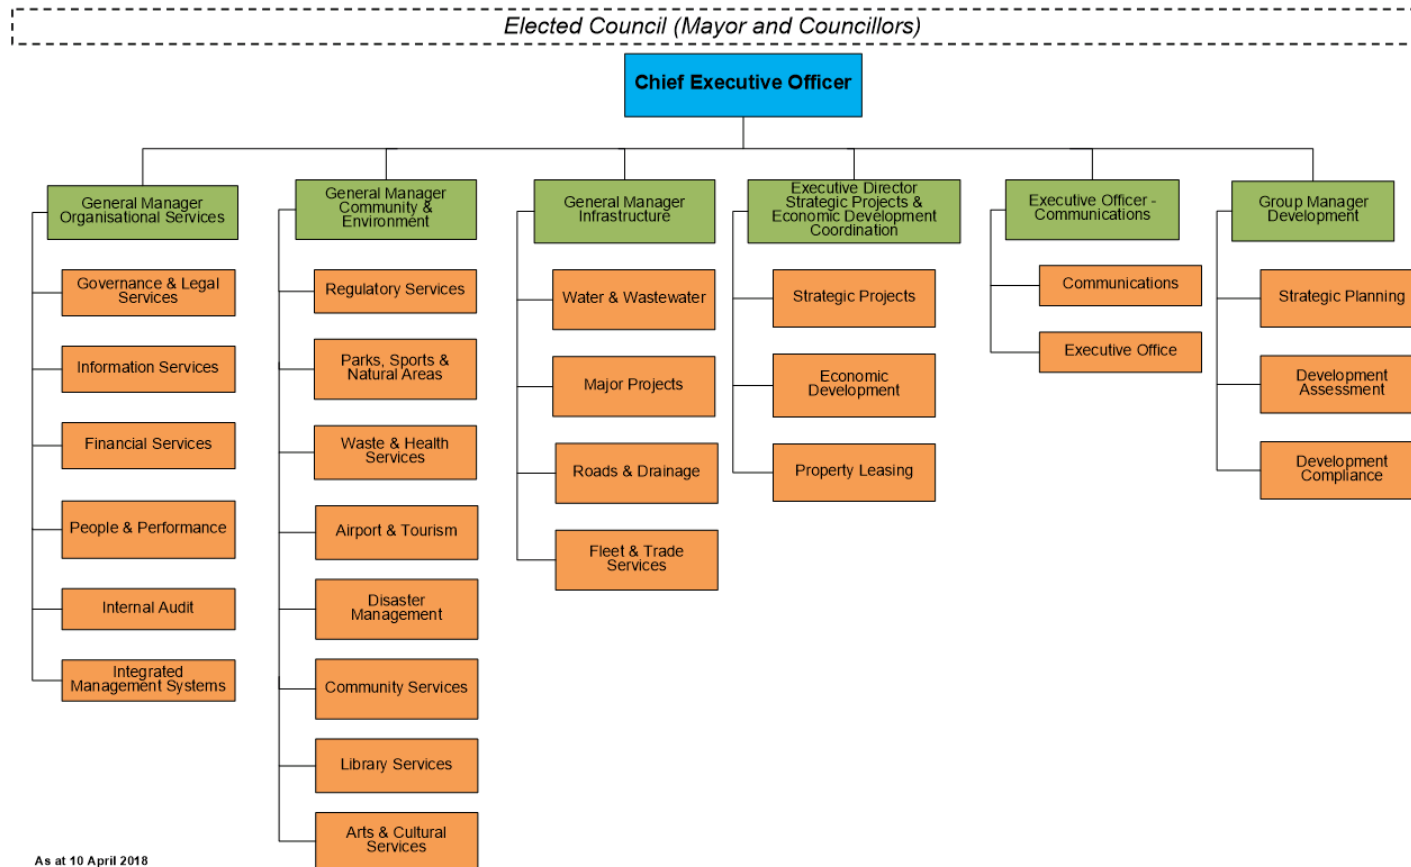 Elected Council (Mayor and Councillors)
Chief Executive Officer
General Manager
Organisational Services
Governance & Legal
Services
Information Services
Financial Services
People & Performance
Internal Audit
Integrated
Management Systems
General Manager
Community &
Environment
Regulatory Services
Parks, Sports &
Natural Areas
Waste & Health
Services
Airport & Tourism
Disaster
Management
Community Services
Library Services
Arts & Cultural
Services
General Manager
Infrastructure
Water & Wastewater
Major Projects
Roads & Drainage
Fleet & Trade
Services
Executive Director
Strategic Projects &
Economic Development
Coordination
Strategic Projects
Economic
Development
Property Leasing
Executive Officer -
Communications
Communications
Executive Office
Group Manager
Development
Strategic Planning
Development
Assessment
Development
Compliance
As at 10 April 2018